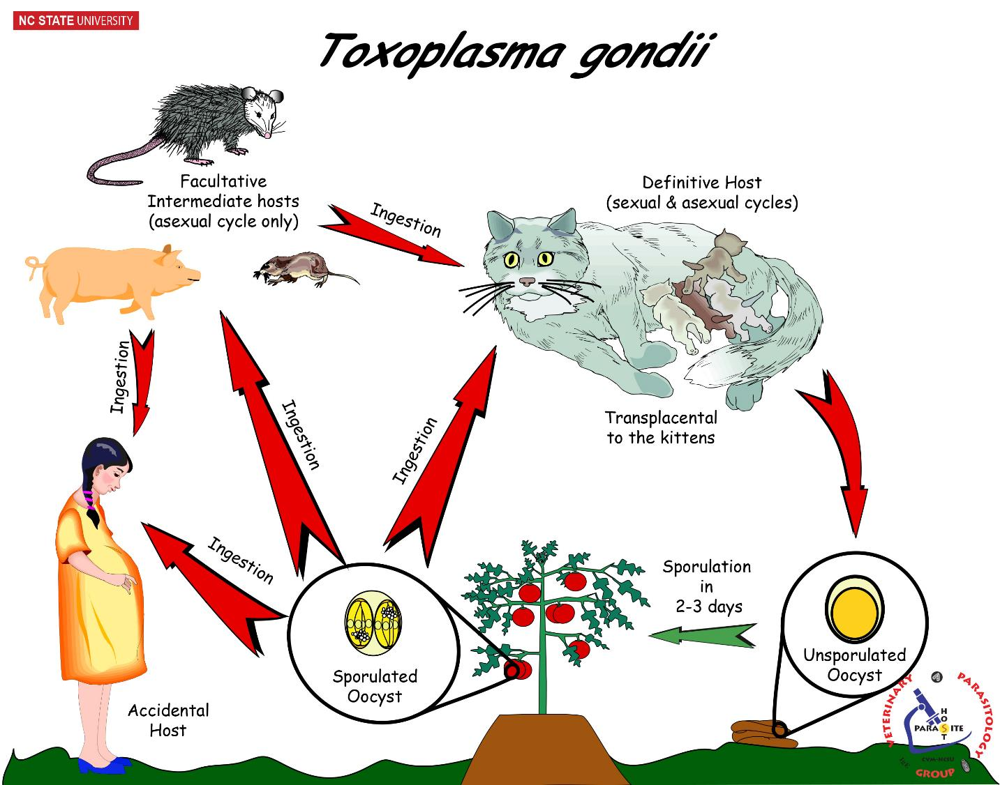 NC STATE UNIVERSITY
Toxoplasma gondii
Facultative
Intermediate hosts
(asexual cycle only)
Ingestion
Definitive Host
(sexual & asexual cycles)
Ingestion
Ingestion
Ingestion
Transplacental
to the kittens
Ingestion
Sporulation
in
2-3 days
Sporulated
Oocyst
Unsporulated
Oocyst
Accidental
Host
VETERINARY PARASITOLOGY
HOST
PARASITE
CVM-NCSU
GROUP